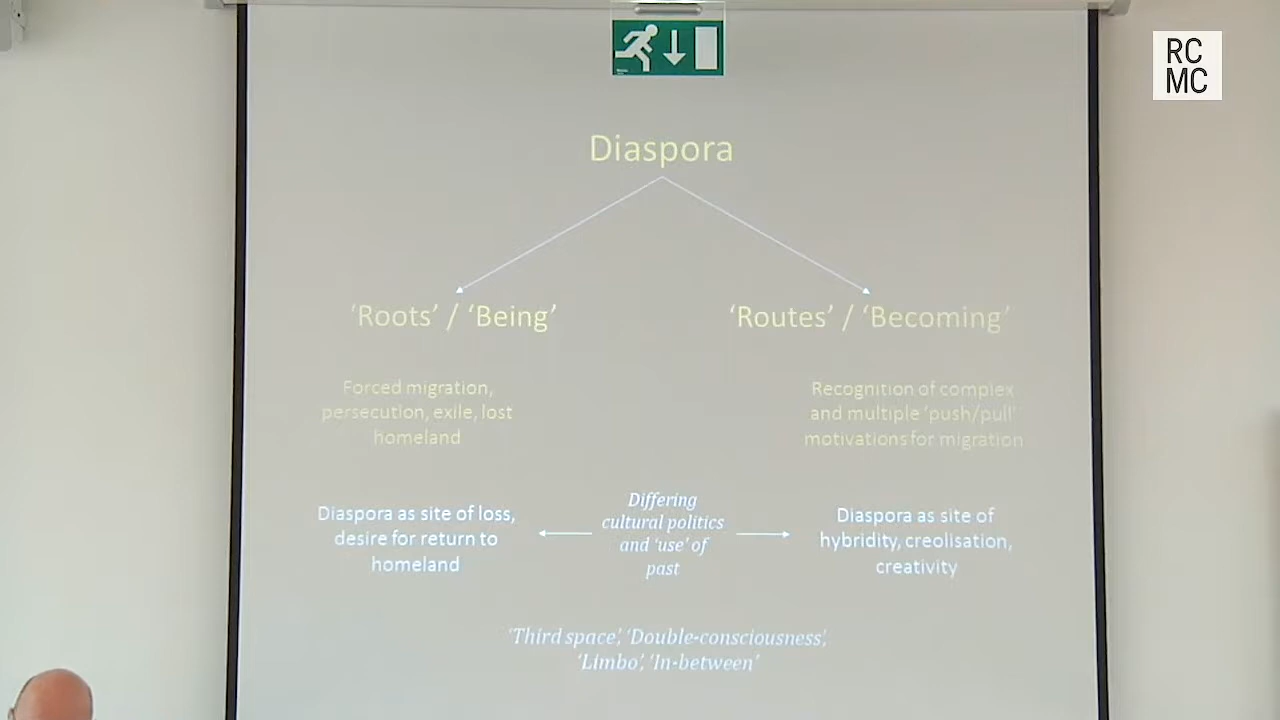 RC
MC
Diaspora
‘Roots’ / ‘Being’
‘Routes’ / ‘Becoming’
Forced migration,
persecution, exile, lost
homeland
Recognition of complex
and multiple ‘push/pull’
motivations for migration
Diaspora as site of loss,
desire for return to
homeland
Differing
cultural politics
and ‘use’ of
past
Diaspora as site of
hybridity, creolisation,
creativity
‘Third space’, ‘Double-consciousness’,
‘Limbo’, ‘In-between’